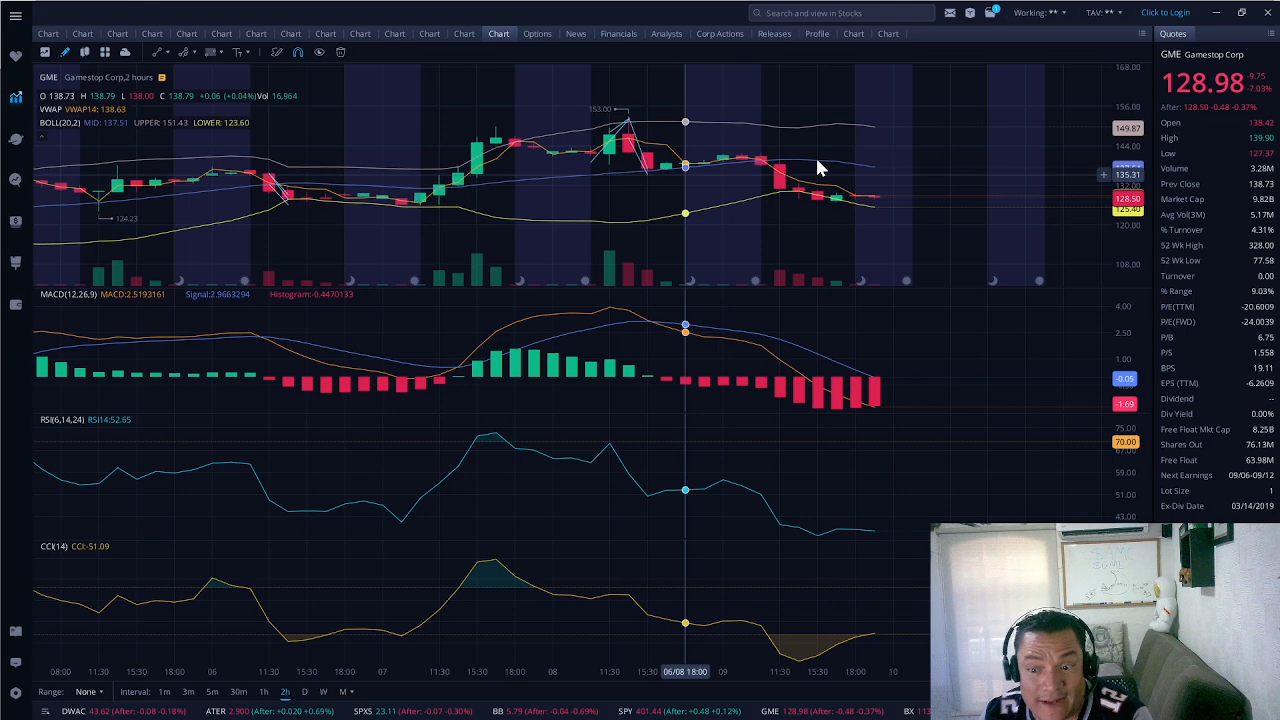 Search and view in Stocks
1
Working: ** TAV: ** Click to Login
Chart Chart Chart Chart Chart Chart Chart Chart Chart Chart Chart Chart Chart Chart Options News Financials Analysts Corp Actions Releases Profile Chart Chart
Quotes
GME Gamestop Corp,2 hours
O 138.73 H 138.79 L 138.00 C 138.79 +0.06 (+0.04%) Vol 16,964
VWAP VWAP14: 138.63
BOLL(20,2) MID: 137.51 UPPER: 151.43 LOWER: 123.60
153.00
124.23
168.00
156.00
149.87
144.00
135.31
132.00
128.50
125.40
120.00
108.00
MACD(12,26,9) MACD:2.5193161 Signal:2.9663294 Histogram:-0.4470133
4.00
2.50
1.00
-0.05
-1.69
RSI(6,14,24) RSI14:52.65
75.00
70.00
67.00
59.00
51.00
43.00
CCI(14) CCI:-51.09
08:00 11:30 15:30 18:00 06 11:30 15:30 18:00 07 11:30 15:30 18:00 08 11:30 15:30 06/08 18:00 09 11:30 15:30 18:00 10
Range: None Interval: 1m 3m 5m 30m 1h 2h D W M
DWAC 43.62 (After: -0.08 -0.18%) ATER 2.900 (After: +0.020 +0.69%) SPXS 23.11 (After: -0.07 -0.30%) BB 5.79 (After: -0.04 -0.69%) SPY 401.44 (After: +0.48 +0.12%) GME 128.98 (After: -0.48 -0.37%) BX
GME Gamestop Corp
128.98 -9.75
-7.03%
After: 128.50 -0.48 -0.37%
Open 138.42
High 139.90
Low 127.37
Volume 3.28M
Prev Close 138.73
Market Cap 9.82B
Avg Vol(3M) 5.17M
% Turnover 4.31%
52 Wk High 328.00
52 Wk Low 77.58
Turnover 0.00
% Range 9.03%
P/E(TTM) -20.6009
P/E(FWD) -24.0039
P/B 6.75
P/S 1.558
BPS 19.11
EPS (TTM) -6.2609
Dividend --
Div Yield 0.00%
Free Float Mkt Cap 8.25B
Shares Out 76.13M
Free Float 63.98M
Next Earnings 09/06-09/12
Lot Size 1
Ex-Div Date 03/14/2019